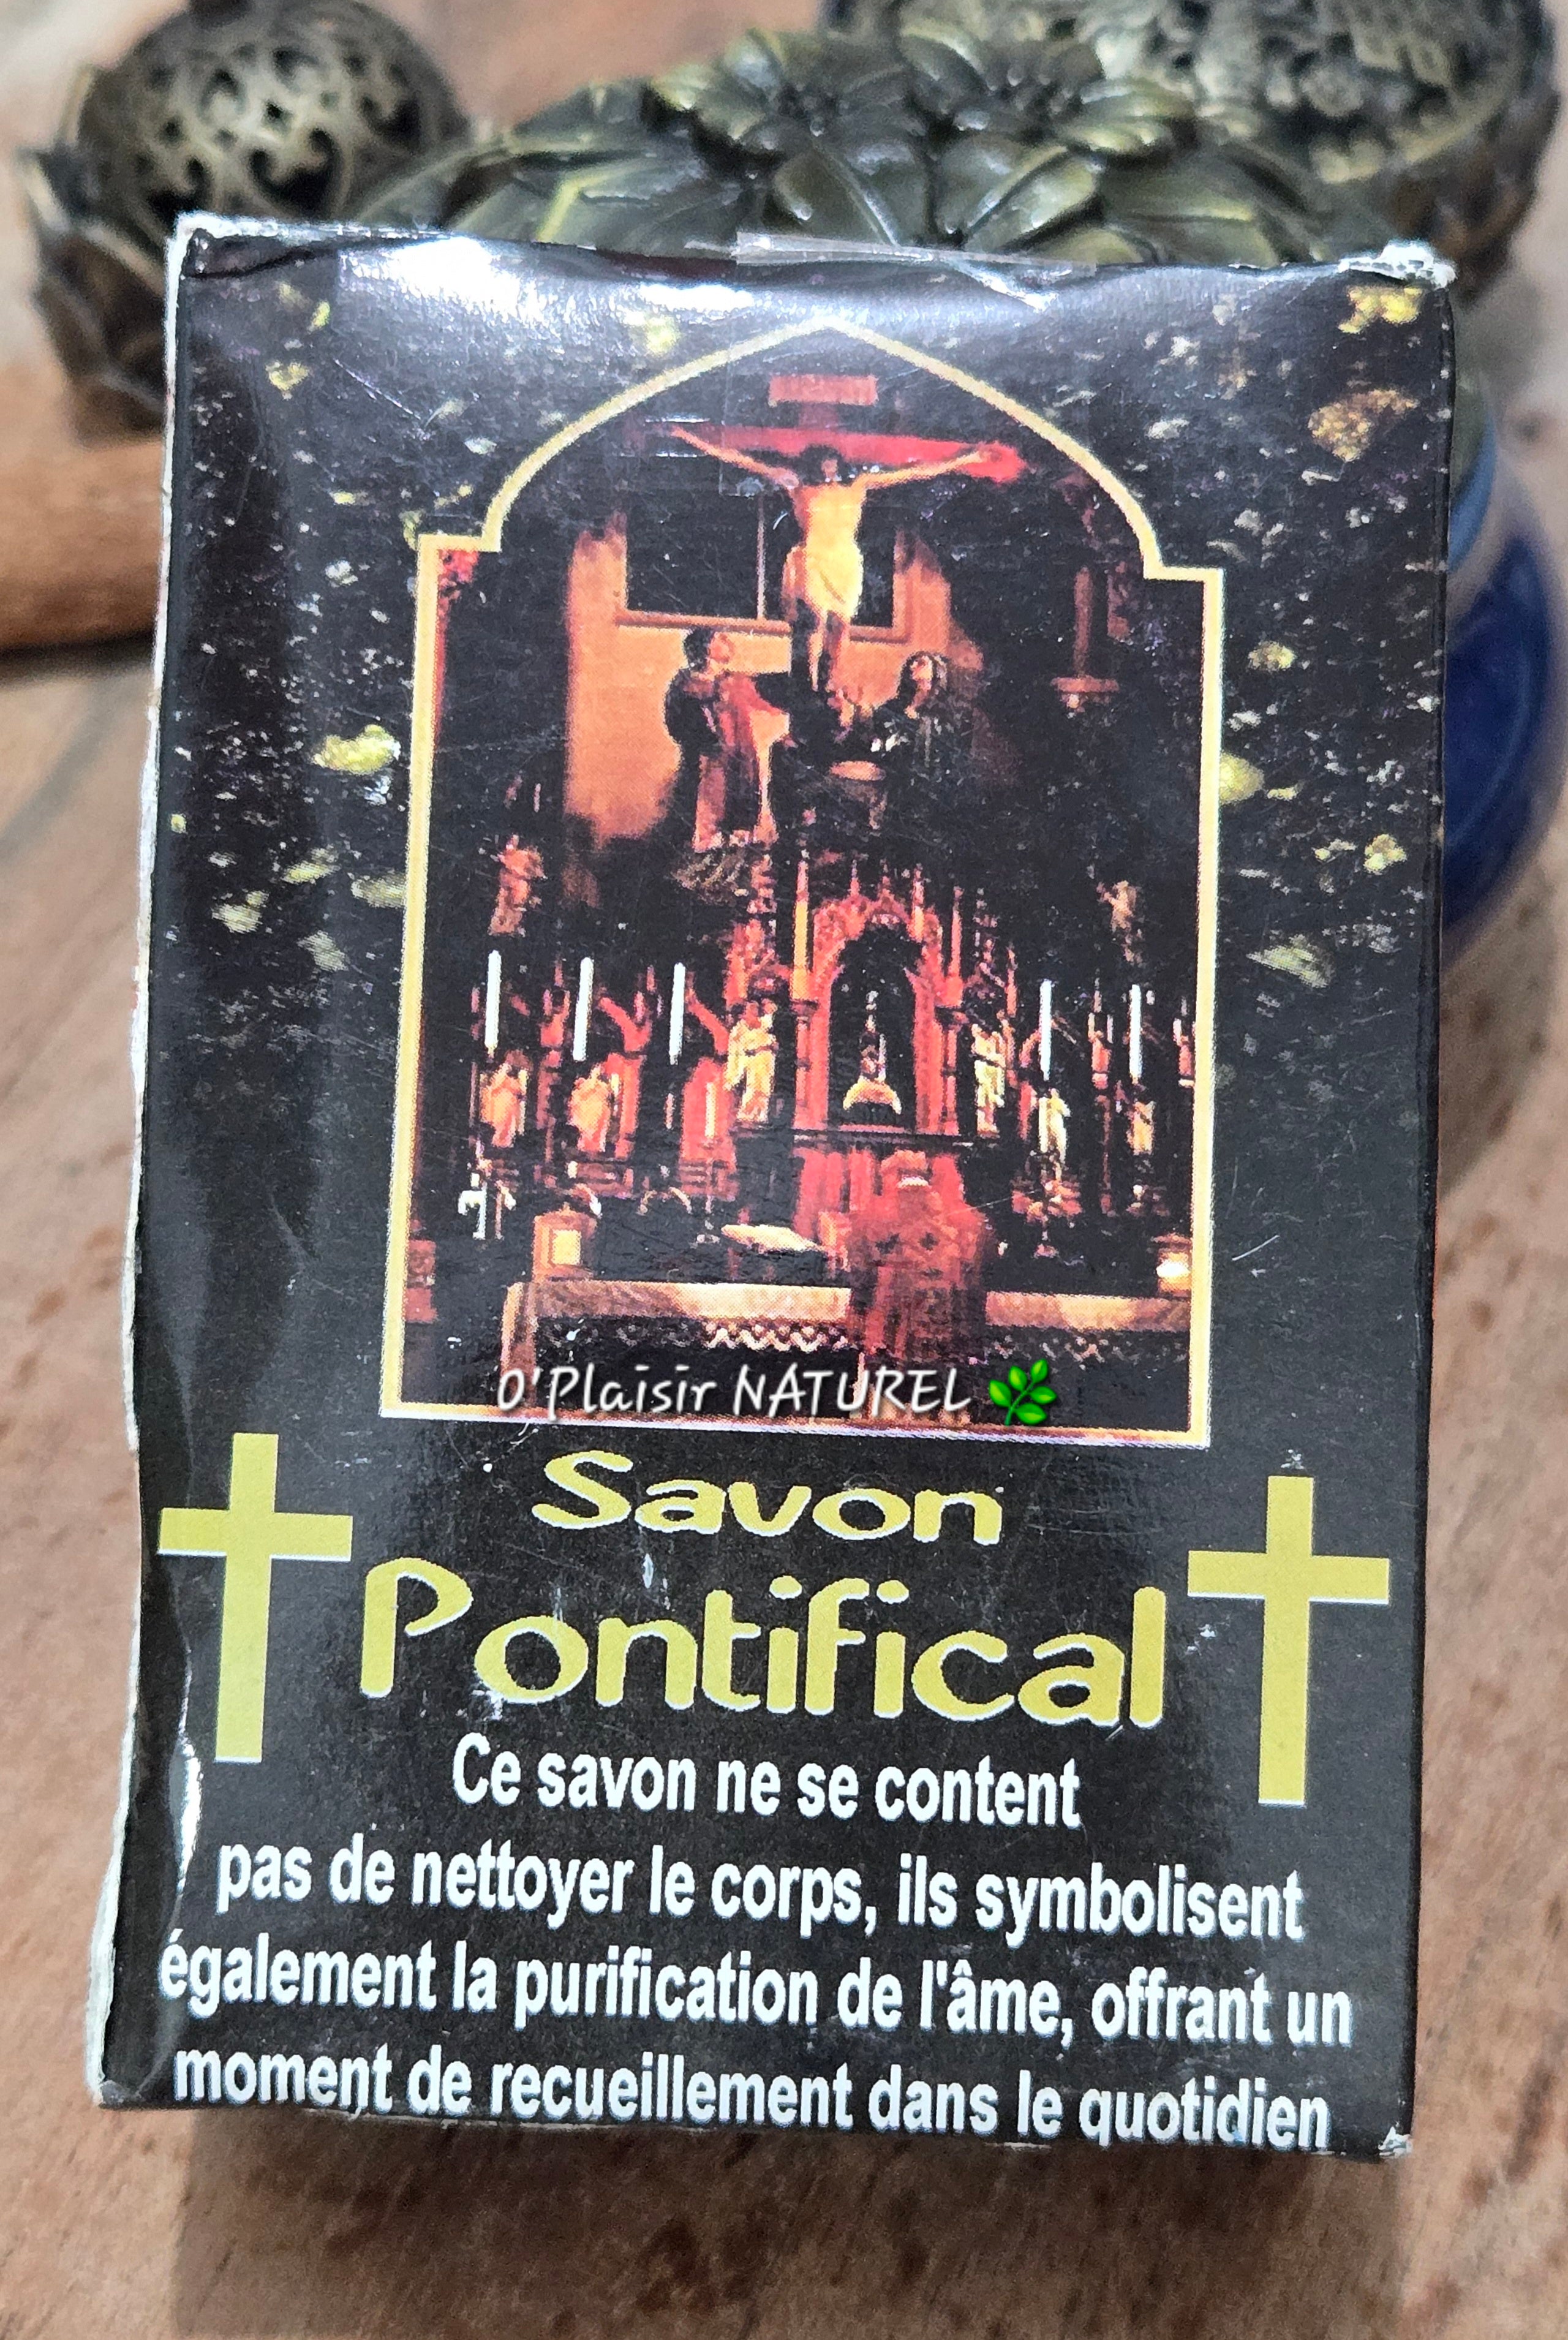 O'Plaisir NATUREL
Savon
Pontifical
Ce savon ne se content
pas de nettoyer le corps, ils symbolisent
également la purification de l'âme, offrant un
moment de recueillement dans le quotidien